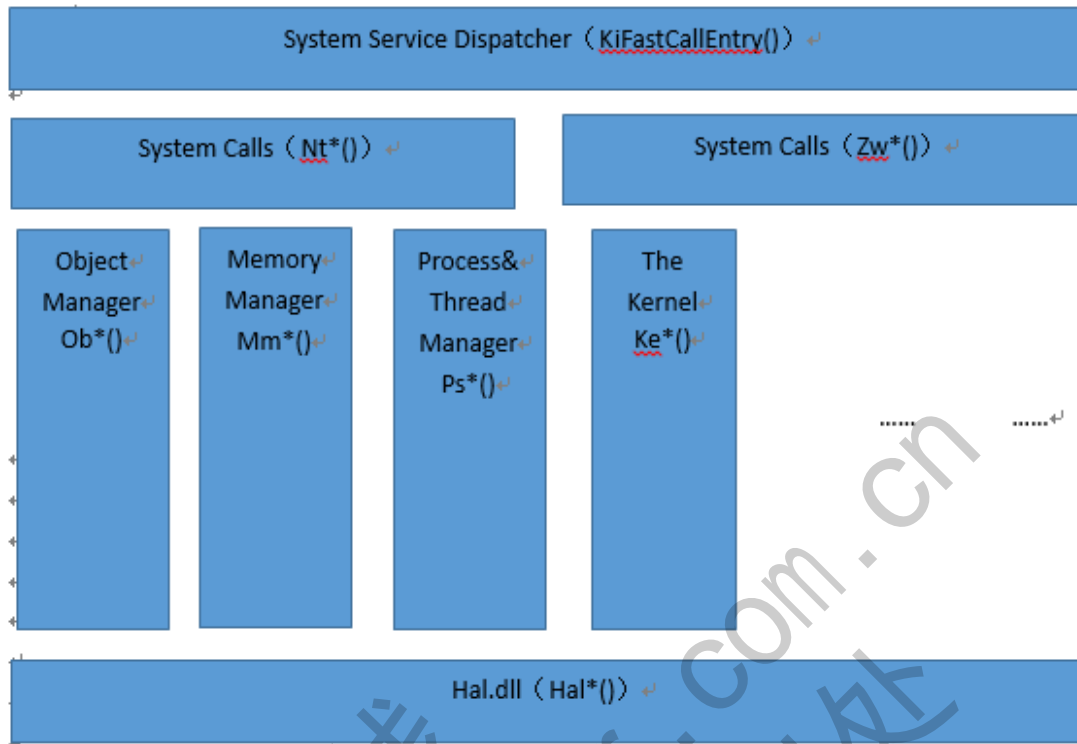 System Service Dispatcher（KiFastCallEntry()）
System Calls（Nt*()）
System Calls（Zw*()）
Object
Manager
Ob*()
Memory
Manager
Mm*()
Process&
Thread
Manager
Ps*()
The
Kernel
Ke*()
...... ......
Hal.dll（Hal*()）
.com.cn
处